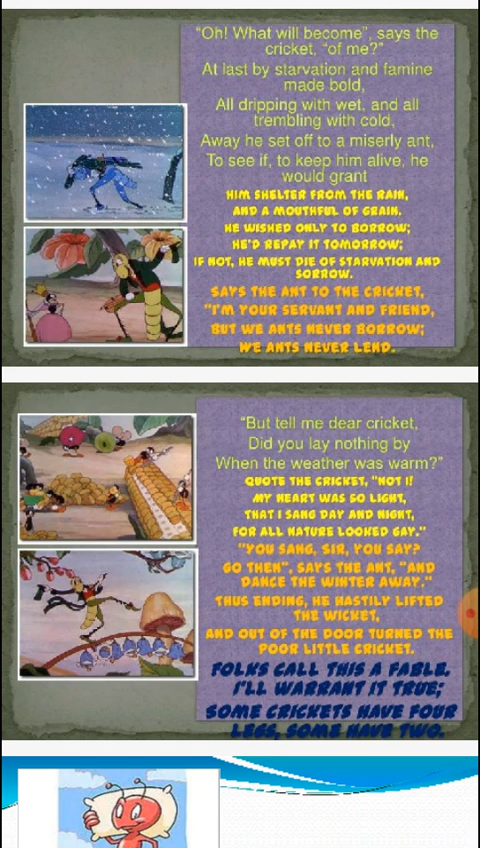 “Oh! What will become”, says the
cricket, “of me?”
At last by starvation and famine
made bold,
All dripping with wet, and all
trembling with cold,
Away he set off to a miserly ant,
To see if, to keep him alive, he
would grant
HIM SHELTER FROM THE RAIN,
AND A MOUTHFUL OF GRAIN.
HE WISHED ONLY TO BORROW;
HE'D REPAY IT TOMORROW;
IF NOT, HE MUST DIE OF STARVATION AND
SORROW.
SAYS THE ANT TO THE CRICKET,
"I'M YOUR SERVANT AND FRIEND,
BUT WE ANTS NEVER BORROW;
WE ANTS NEVER LEND.
“But tell me dear cricket,
Did you lay nothing by
When the weather was warm?”
QUOTE THE CRICKET, "NOT I!
MY HEART WAS SO LIGHT,
THAT I SANG DAY AND NIGHT,
FOR ALL NATURE LOOKED GAY."
"YOU SANG, SIR, YOU SAY?
GO THEN", SAYS THE ANT, "AND
DANCE THE WINTER AWAY."
THUS ENDING, HE HASTILY LIFTED
THE WICKET,
AND OUT OF THE DOOR TURNED THE
POOR LITTLE CRICKET.
FOLKS CALL THIS A FABLE.
I'LL WARRANT IT TRUE;
SOME CRICKETS HAVE FOUR
LEGS, SOME HAVE TWO.